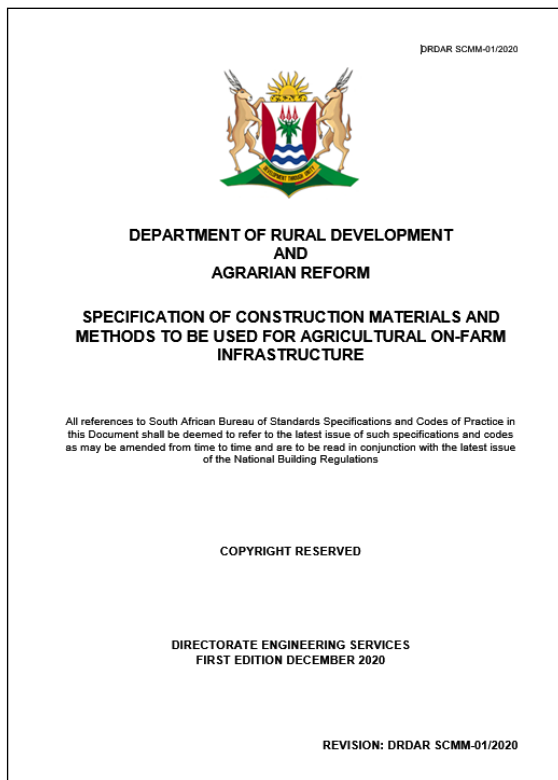 DRDAR SCMM-01/2020
DEVELOPMENT THROUGH UNITY
DEPARTMENT OF RURAL DEVELOPMENT
AND
AGRARIAN REFORM
SPECIFICATION OF CONSTRUCTION MATERIALS AND
METHODS TO BE USED FOR AGRICULTURAL ON-FARM
INFRASTRUCTURE
All references to South African Bureau of Standards Specifications and Codes of Practice in
this Document shall be deemed to refer to the latest issue of such specifications and codes
as may be amended from time to time and are to be read in conjunction with the latest issue
of the National Building Regulations
COPYRIGHT RESERVED
DIRECTORATE ENGINEERING SERVICES
FIRST EDITION DECEMBER 2020
REVISION: DRDAR SCMM-01/2020